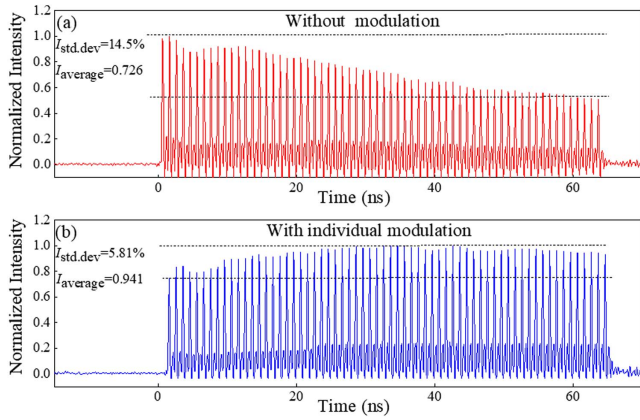 (a) Without modulation
1.2
1.0
0.8
0.6
0.4
0.2
0.0
Normalized Intensity
Istd.dev=14.5%
Iaverage=0.726
0 20 40 60
Time (ns)
(b) With individual modulation
1.2
1.0
0.8
0.6
0.4
0.2
0.0
Normalized Intensity
Istd.dev=5.81%
Iaverage=0.941
0 20 40 60
Time (ns)